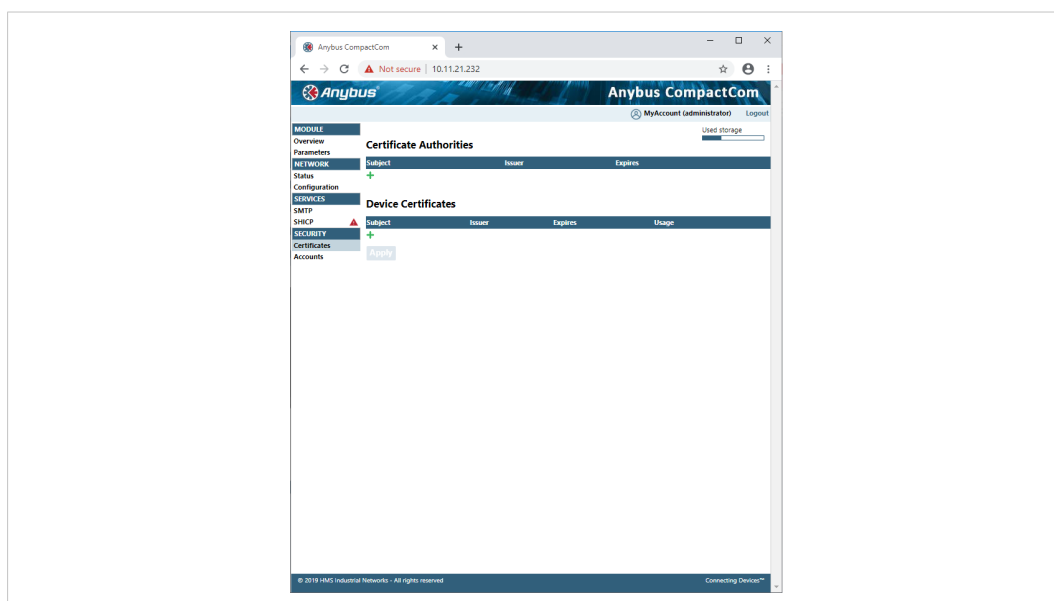 Anybus CompactCom
Not secure | 10.11.21.232
Anybus® Anybus CompactCom
MyAccount (administrator) Logout
Used storage
MODULE
Overview
Parameters
NETWORK
Status
Configuration
SERVICES
SMTP
SHICP
SECURITY
Certificates
Accounts
Certificate Authorities
Subject Issuer Expires
Device Certificates
Subject Issuer Expires Usage
Apply
© 2019 HMS Industrial Networks - All rights reserved Connecting Devices™